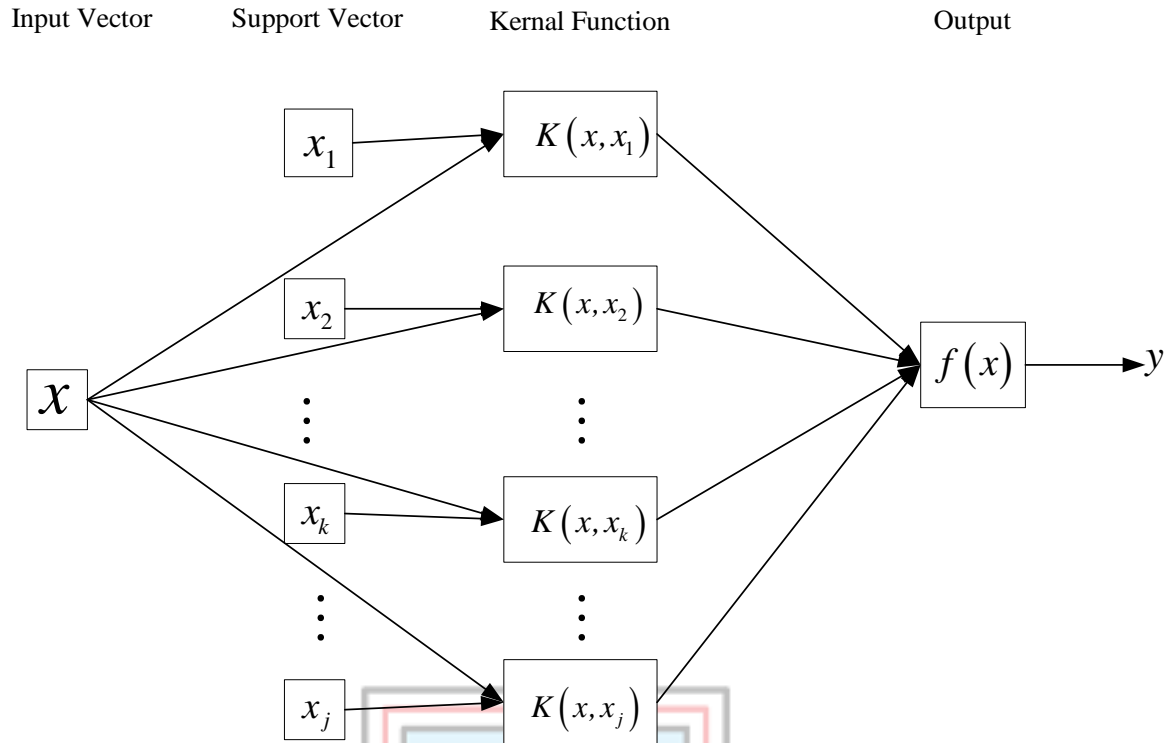 Input Vector Support Vector Kernal Function Output
x₁ K(x, x₁)
x₂ K(x, x₂)
x f(x) y
xₖ K(x, xₖ)
xⱼ K(x, xⱼ)